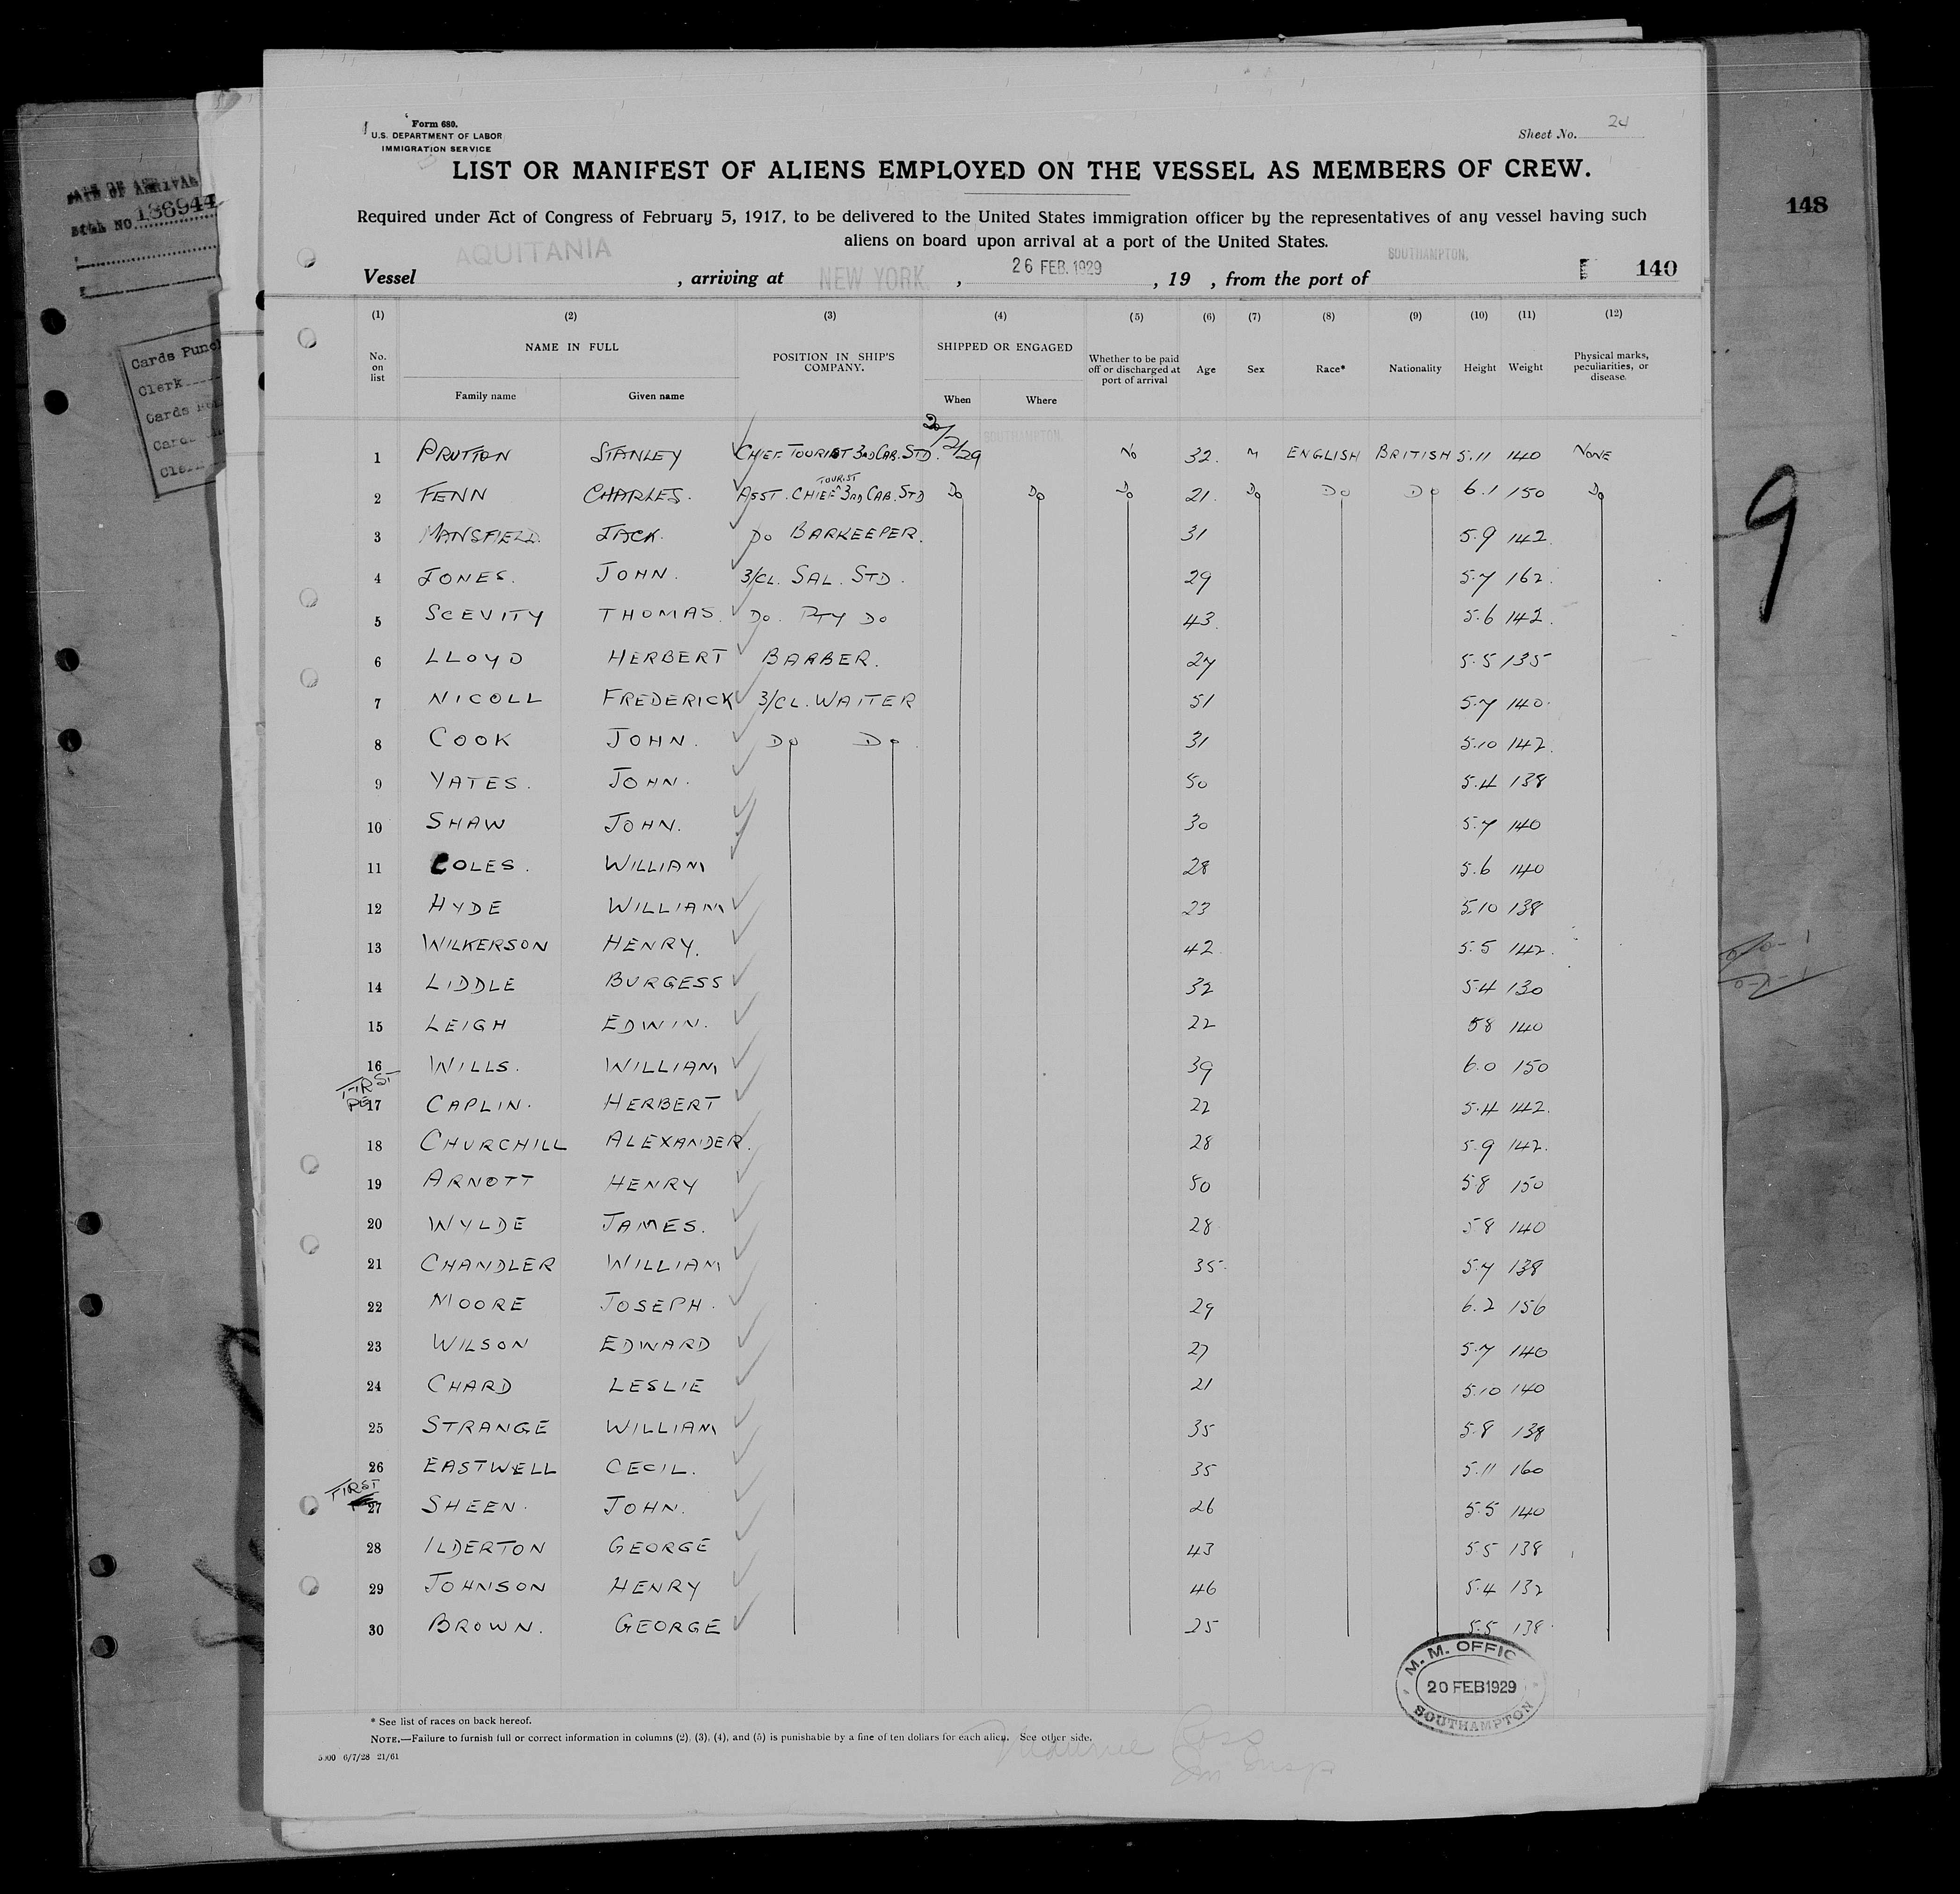 Form 680.
U.S. DEPARTMENT OF LABOR
IMMIGRATION SERVICE
Sheet No. 24
LIST OR MANIFEST OF ALIENS EMPLOYED ON THE VESSEL AS MEMBERS OF CREW.
Required under Act of Congress of February 5, 1917, to be delivered to the United States immigration officer by the representatives of any vessel having such
aliens on board upon arrival at a port of the United States.
Vessel AQUITANIA, arriving at NEW YORK, 26 FEB. 1929, 19 , from the port of SOUTHAMPTON, 140
(1) (2) (3) (4) (5) (6) (7) (8) (9) (10) (11) (12)
No. on list NAME IN FULL Family name Given name POSITION IN SHIP'S COMPANY. SHIPPED OR ENGAGED When Where Whether to be paid off or discharged at port of arrival Age Sex Race* Nationality Height Weight Physical marks, peculiarities, or disease.
1 PRUTTON STANLEY CHIEF TOURIST 3RD CAB. STD. 20/2/29 SOUTHAMPTON. No 32. M ENGLISH BRITISH 5.11 140 NONE
2 FENN CHARLES. ASST. CHIEF TOURIST 3RD CAB. STD Do Do Do 21. Do Do Do 6.1 150 Do
3 MANSFIELD JACK. Do BARKEEPER. 31 5.9 142.
4 JONES. JOHN. 3/CL. SAL. STD. 29 5.7 162.
5 SCEVITY THOMAS. Do. PTY Do 43. 5.6 142.
6 LLOYD HERBERT BARBER. 27 5.5 135
7 NICOLL FREDERICK 3/CL. WAITER 51 5.7 140.
8 COOK JOHN. Do Do. 31 5.10 142.
9 YATES. JOHN. 50 5.4 138
10 SHAW JOHN. 30 5.7 140
11 COLES. WILLIAM 28 5.6 140
12 HYDE WILLIAM 23 5.10 138
13 WILKERSON HENRY. 42. 5.5 142.
14 LIDDLE BURGESS 32 5.4 130
15 LEIGH EDWIN. 22 5 8 140
16 WILLS. WILLIAM 39 6.0 150
FIRST
17 CAPLIN. HERBERT 22 5.4 142.
18 CHURCHILL ALEXANDER. 28 5.9 142.
19 ARNOTT HENRY 50 5.8 150
20 WYLDE JAMES. 28 5 8 140
21 CHANDLER WILLIAM 35. 5.7 138
22 MOORE JOSEPH. 29 6.2 156
23 WILSON EDWARD 27 5.7 140
24 CHARD LESLIE 21 5.10 140
25 STRANGE WILLIAM 35 5.8 138
26 EASTWELL CECIL. 35 5.11 160
FIRST
27 SHEEN. JOHN. 26 5.5 140
28 ILDERTON GEORGE 43 5.5 138
29 JOHNSON HENRY 46 5.4 132
30 BROWN. GEORGE 25 5.5 138
M. M. OFFIC
20 FEB 1929
SOUTHAMPTON
* See list of races on back hereof.
NOTE.—Failure to furnish full or correct information in columns (2), (3), (4), and (5) is punishable by a fine of ten dollars for each alien. See other side.
5000 6/7/28 21/61
DATE OF ARRIVAL
136944
Cards Punch
Clerk
Cards
Clerk
148
9